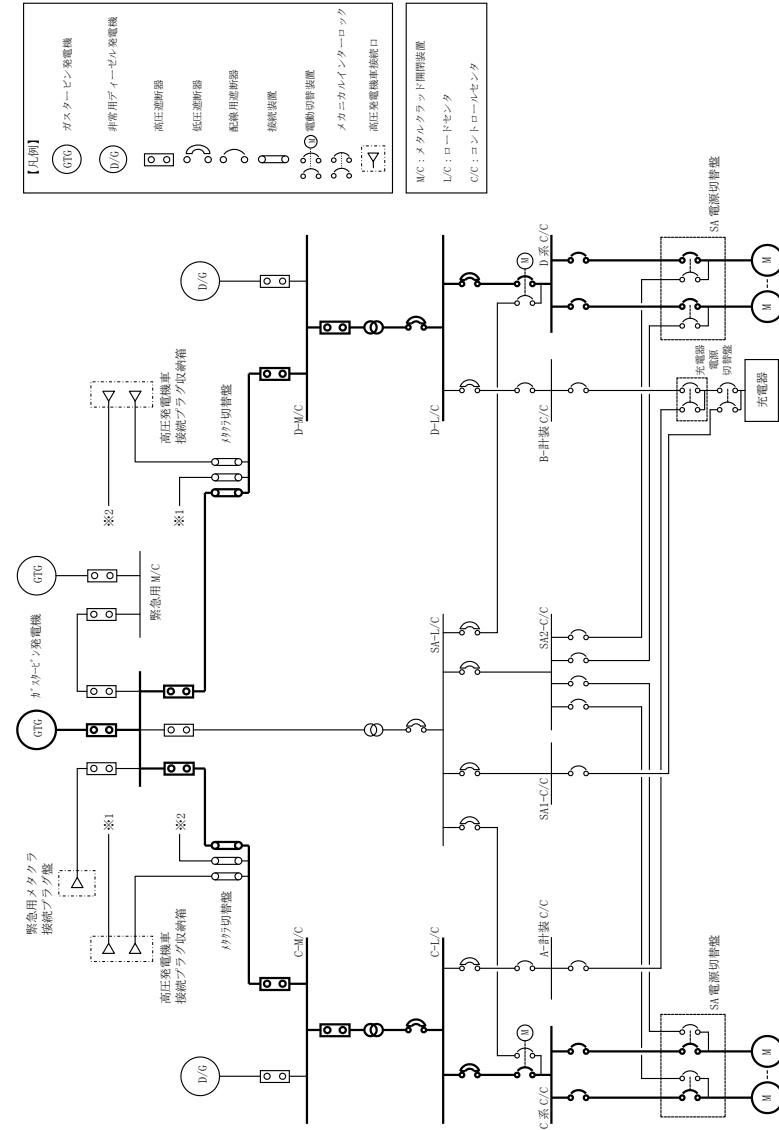 【凡例】
GTG
ガスタービン発電機
D/G
非常用ディーゼル発電機
高圧遮断器
低圧遮断器
配線用遮断器
接続装置
M
電動切替装置
メカニカルインターロック
高圧発電機車接続口
M/C：メタルクラッド開閉装置
L/C：ロードセンタ
C/C：コントロールセンタ
緊急用メタクラ
接続プラグ盤
ガスタービン発電機
GTG
GTG
緊急用 M/C
高圧発電機車
接続プラグ収納箱
※1
※2
メタクラ切替盤
高圧発電機車
接続プラグ収納箱
※2
※1
メタクラ切替盤
D/G
D/G
C-M/C
D-M/C
C-L/C
SA-L/C
D-L/C
M
C 系 C/C
A-計装 C/C
SA1-C/C
SA2-C/C
B-計装 C/C
M
D 系 C/C
SA 電源切替盤
充電器
電源
切替盤
SA 電源切替盤
M
M
充電器
M
M